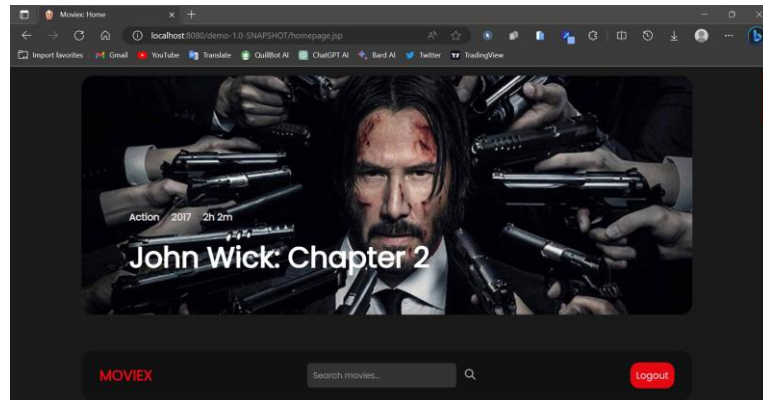 Moviex: Home
localhost:8080/demo-1.0-SNAPSHOT/homepage.jsp
Import favorites Gmail YouTube Translate QuillBot AI ChatGPT AI Bard AI Twitter TradingView
Action 2017 2h 2m
John Wick: Chapter 2
MOVIEX Search movies... Logout